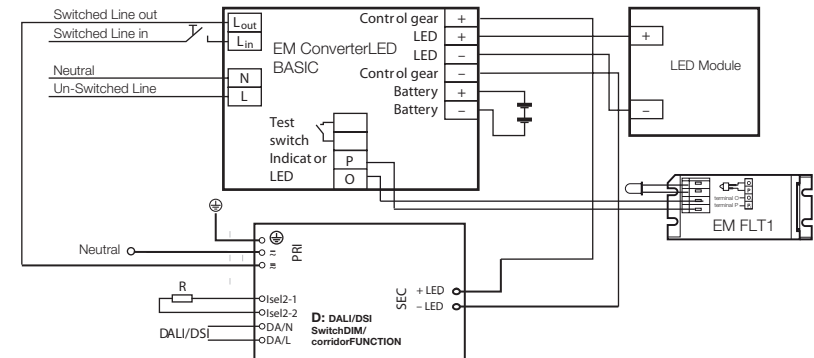 Switched Line out
Switched Line in
Neutral
Un-Switched Line
Lout
Lin
N
L
EM ConverterLED
BASIC
Control gear +
LED +
LED –
Control gear –
Battery +
Battery –
Test
switch
Indicator
LED
P
O
+
LED Module
–
terminal O
terminal P
O
P
O
P
EM FLT1
Neutral
PRI
R
Isel2-1
Isel2-2
DALI/DSI
DA/N
DA/L
D: DALI/DSI
SwitchDIM/
corridorFUNCTION
SEC
+ LED
– LED